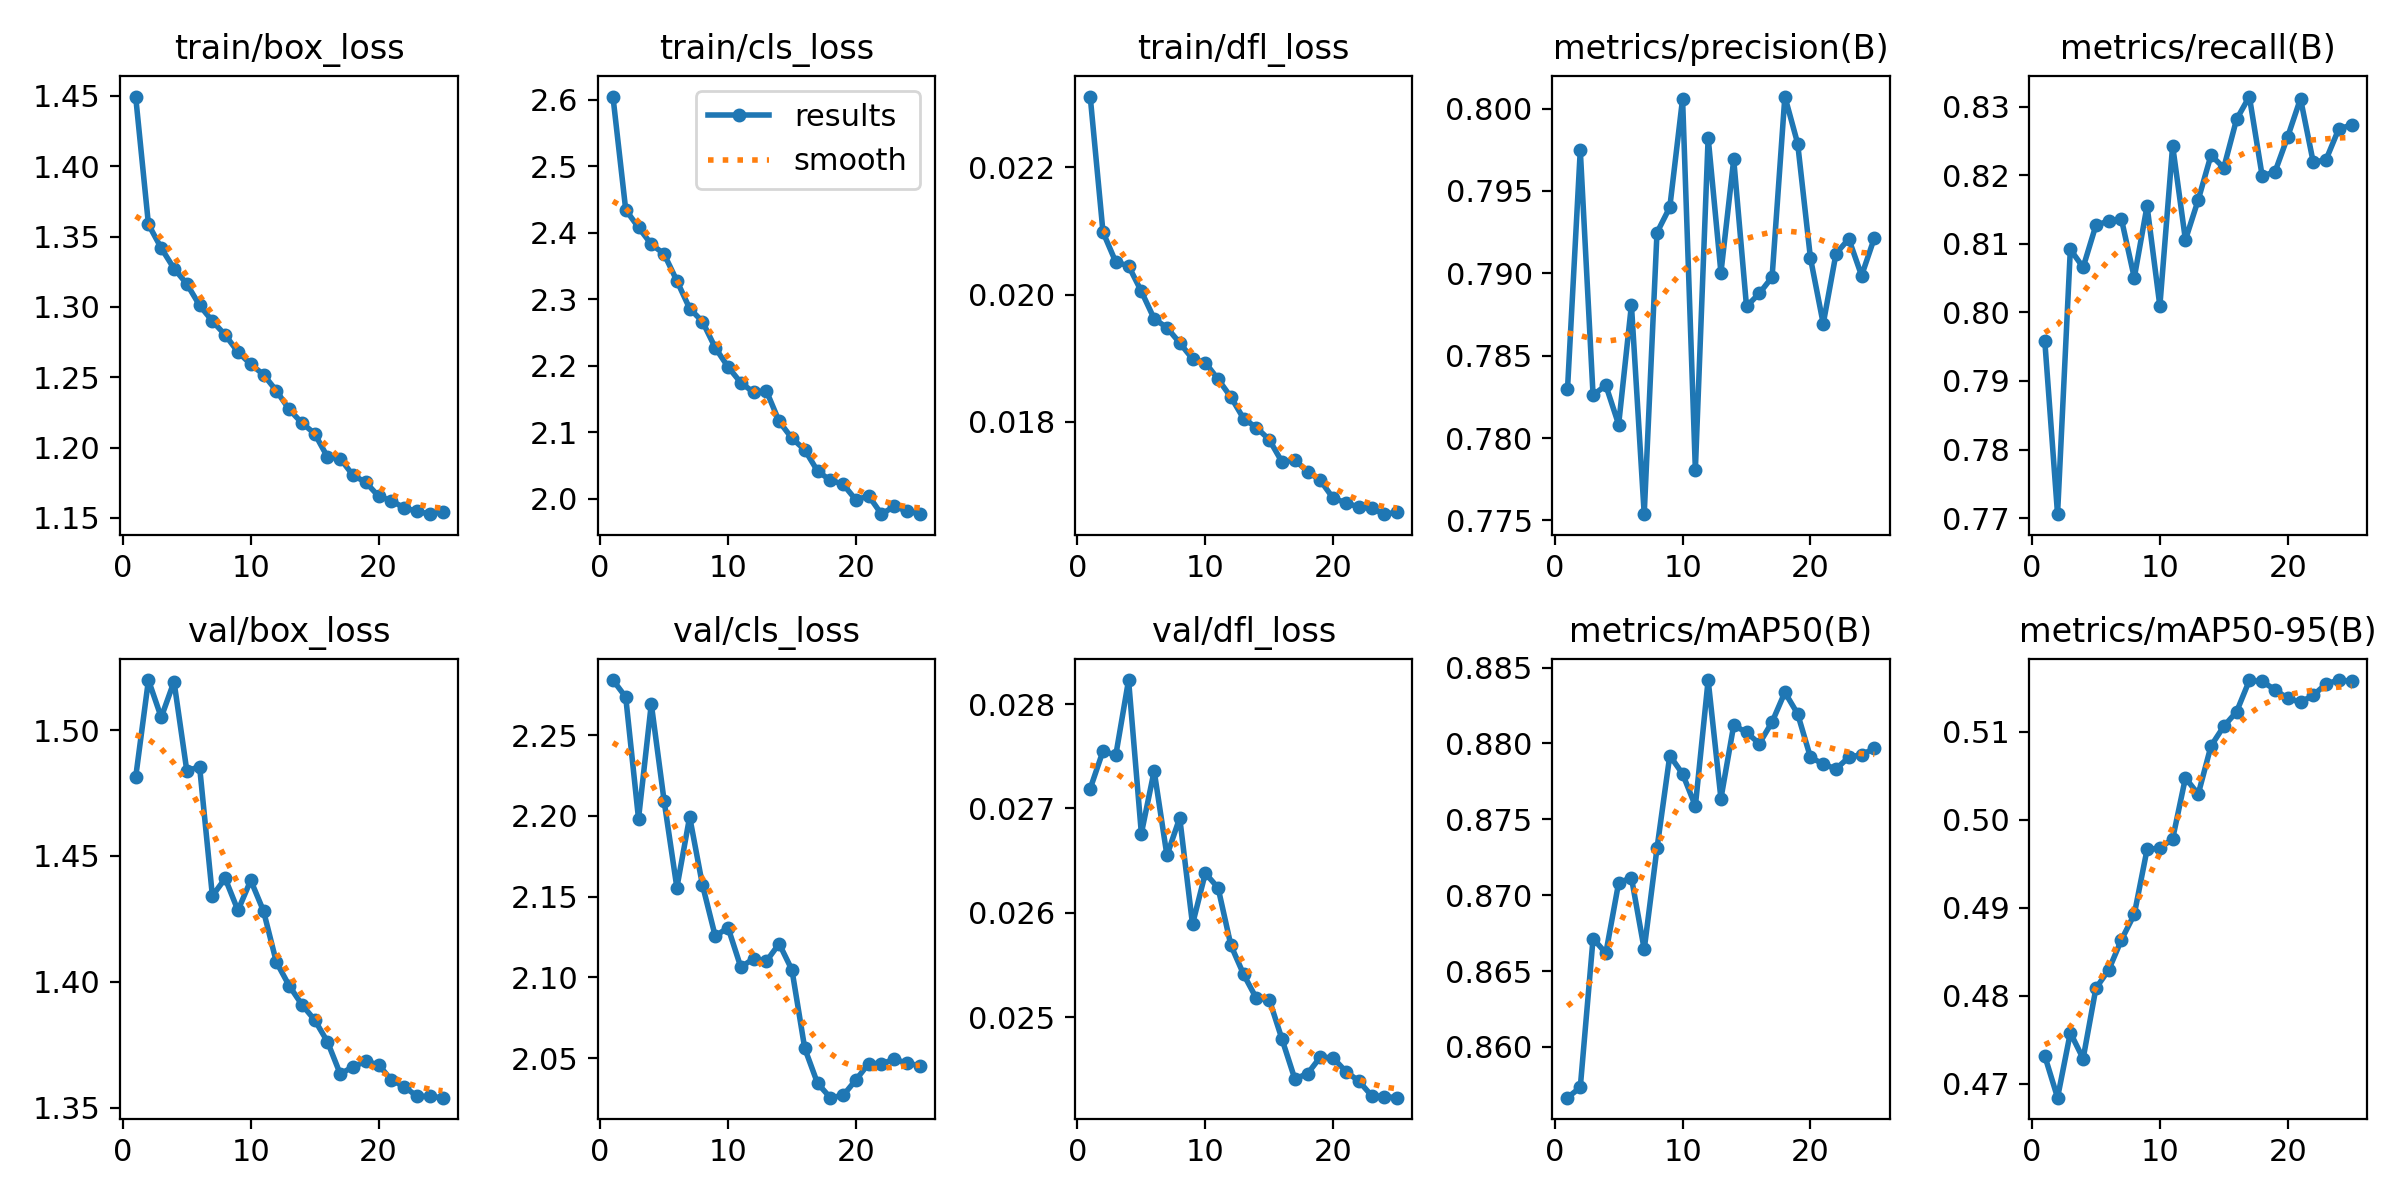 train/box_loss
1.45
1.40
1.35
1.30
1.25
1.20
1.15
0 10 20
train/cls_loss
results
smooth
2.6
2.5
2.4
2.3
2.2
2.1
2.0
0 10 20
train/dfl_loss
0.022
0.020
0.018
0 10 20
metrics/precision(B)
0.800
0.795
0.790
0.785
0.780
0.775
0 10 20
metrics/recall(B)
0.83
0.82
0.81
0.80
0.79
0.78
0.77
0 10 20
val/box_loss
1.50
1.45
1.40
1.35
0 10 20
val/cls_loss
2.25
2.20
2.15
2.10
2.05
0 10 20
val/dfl_loss
0.028
0.027
0.026
0.025
0 10 20
metrics/mAP50(B)
0.885
0.880
0.875
0.870
0.865
0.860
0 10 20
metrics/mAP50-95(B)
0.51
0.50
0.49
0.48
0.47
0 10 20